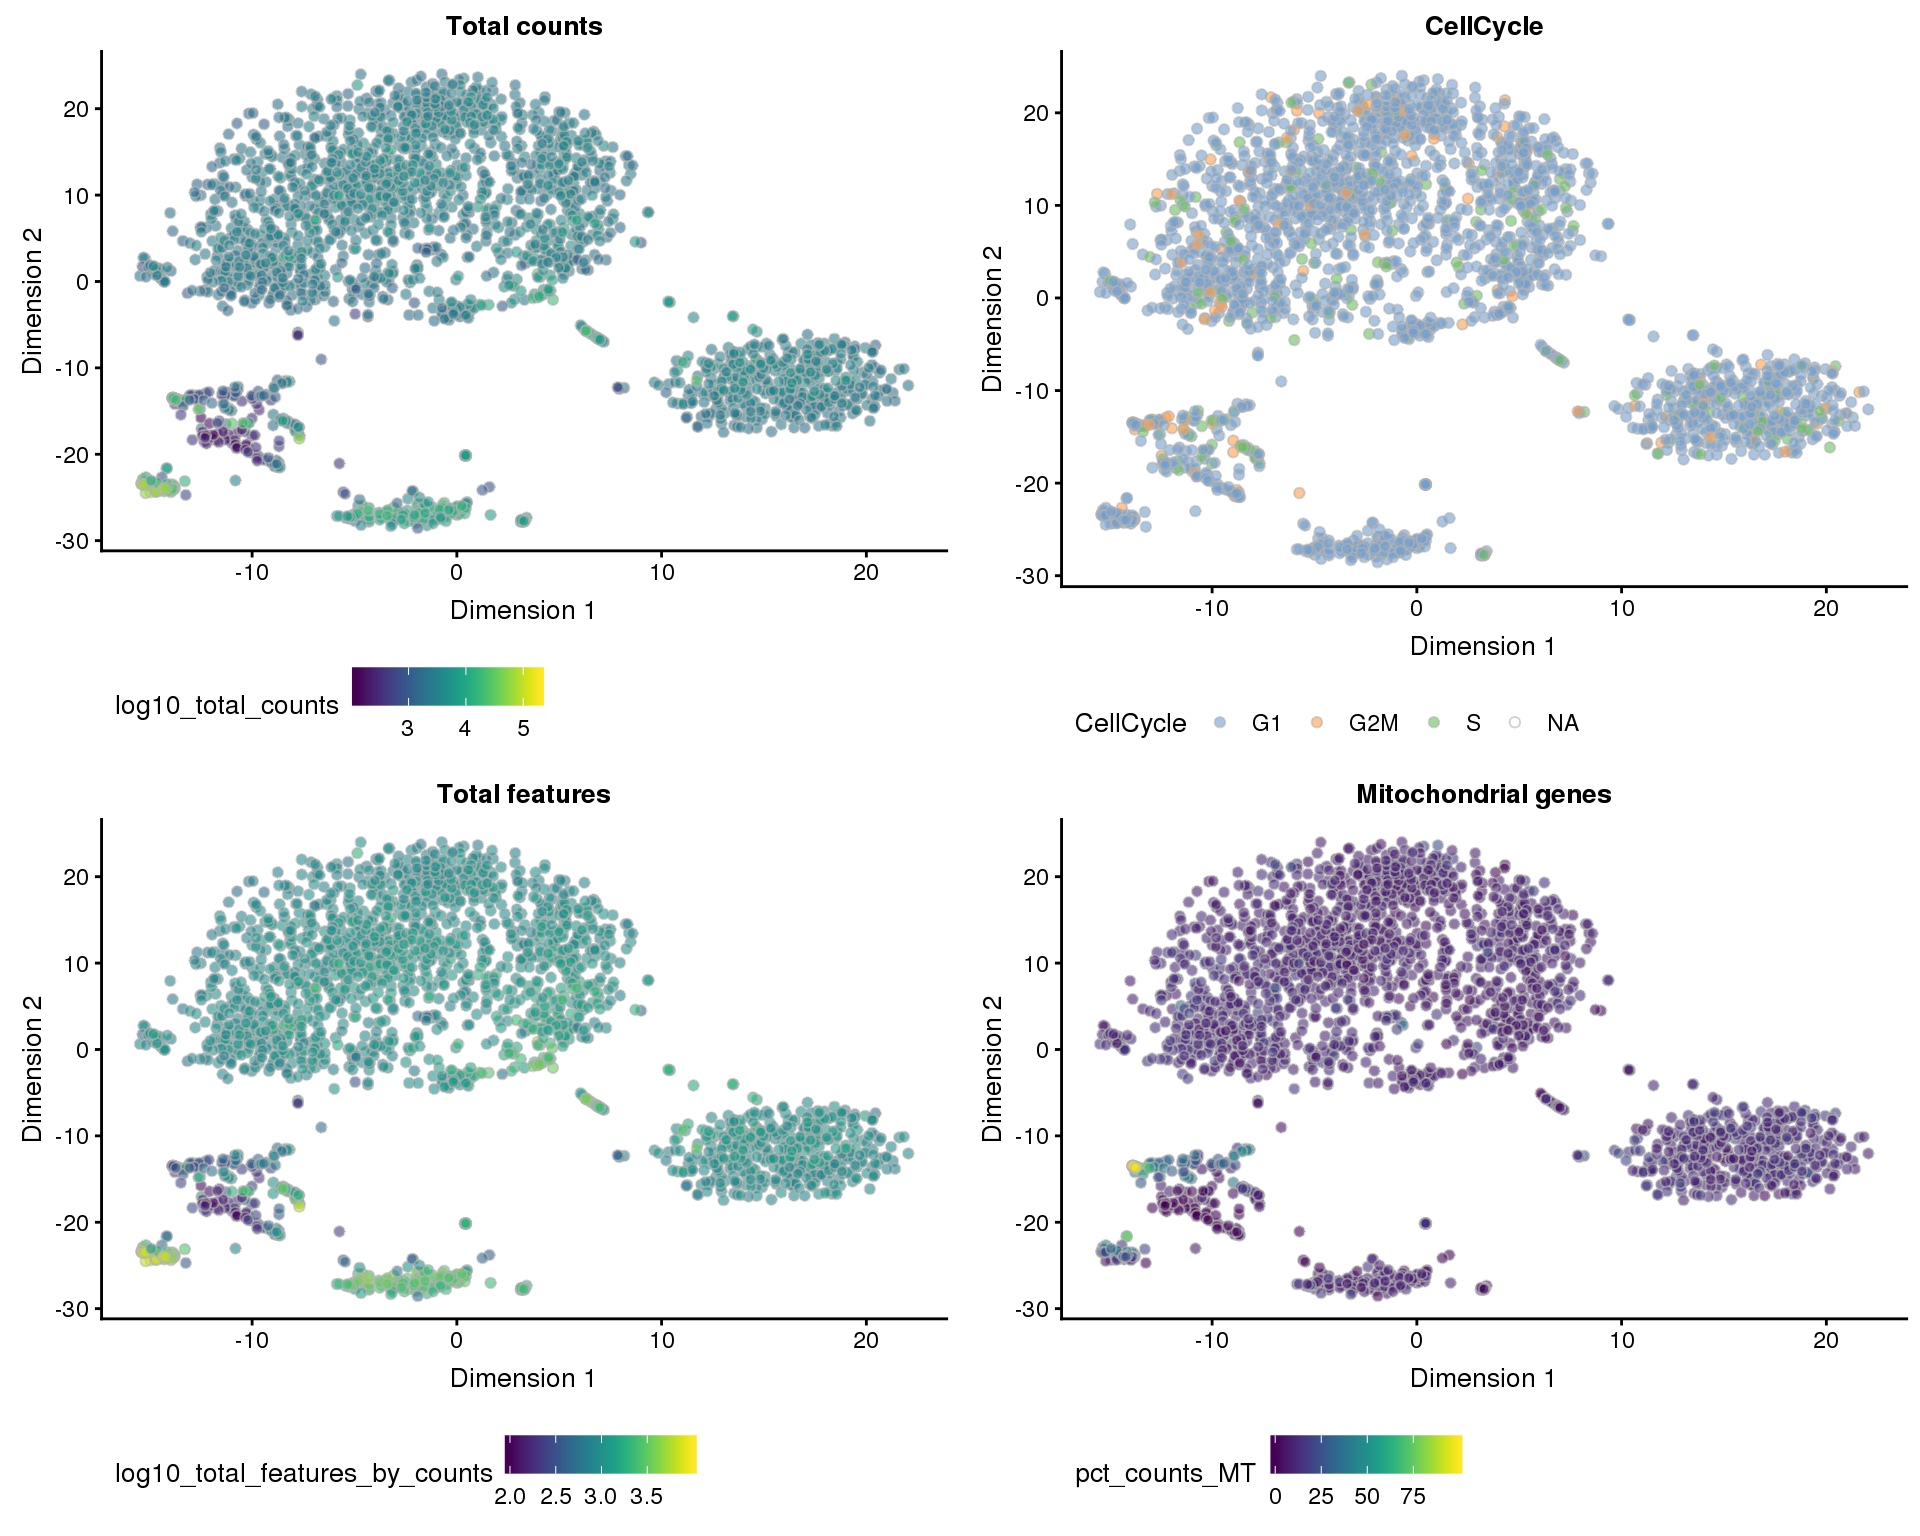 Total counts
Dimension 2
20
10
0
-10
-20
-30
-10 0 10 20
Dimension 1
log10_total_counts
3 4 5
CellCycle
Dimension 2
20
10
0
-10
-20
-30
-10 0 10 20
Dimension 1
CellCycle G1 G2M S NA
Total features
Dimension 2
20
10
0
-10
-20
-30
-10 0 10 20
Dimension 1
log10_total_features_by_counts
2.0 2.5 3.0 3.5
Mitochondrial genes
Dimension 2
20
10
0
-10
-20
-30
-10 0 10 20
Dimension 1
pct_counts_MT
0 25 50 75